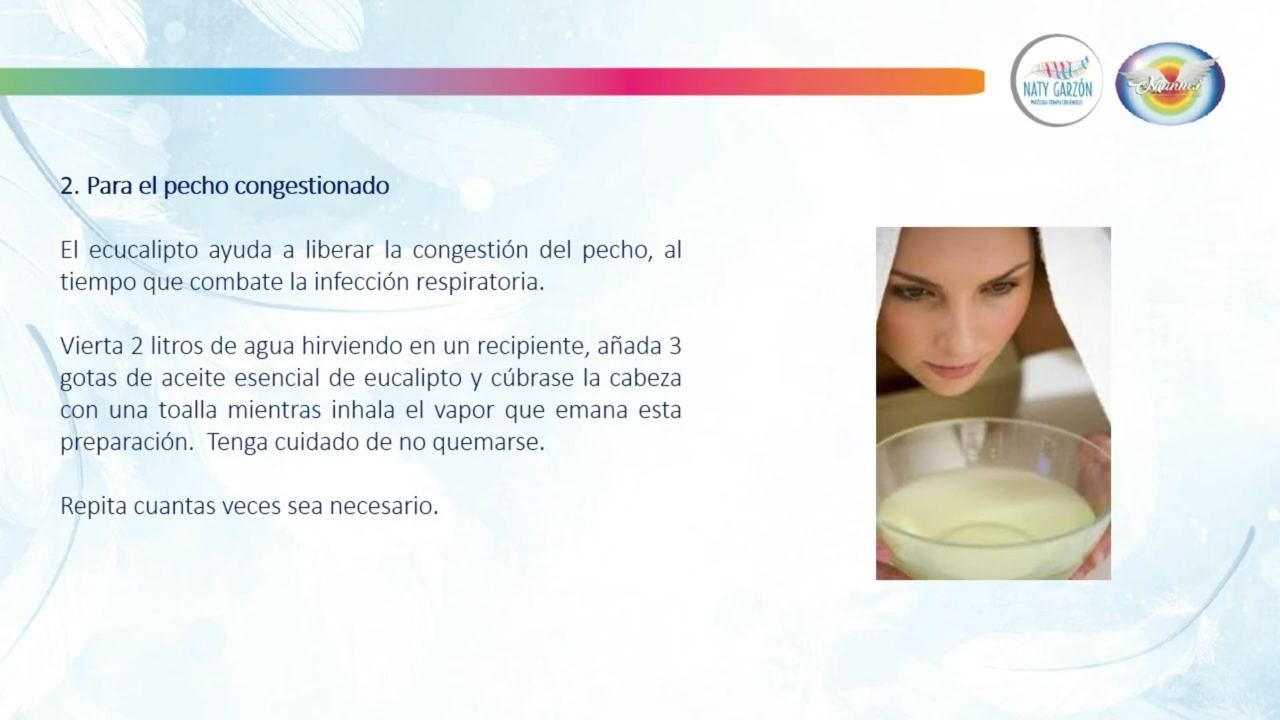 NATY GARZÓN
2. Para el pecho congestionado
El ecucalipto ayuda a liberar la congestión del pecho, al
tiempo que combate la infección respiratoria.
Vierta 2 litros de agua hirviendo en un recipiente, añada 3
gotas de aceite esencial de eucalipto y cúbrase la cabeza
con una toalla mientras inhala el vapor que emana esta
preparación. Tenga cuidado de no quemarse.
Repita cuantas veces sea necesario.